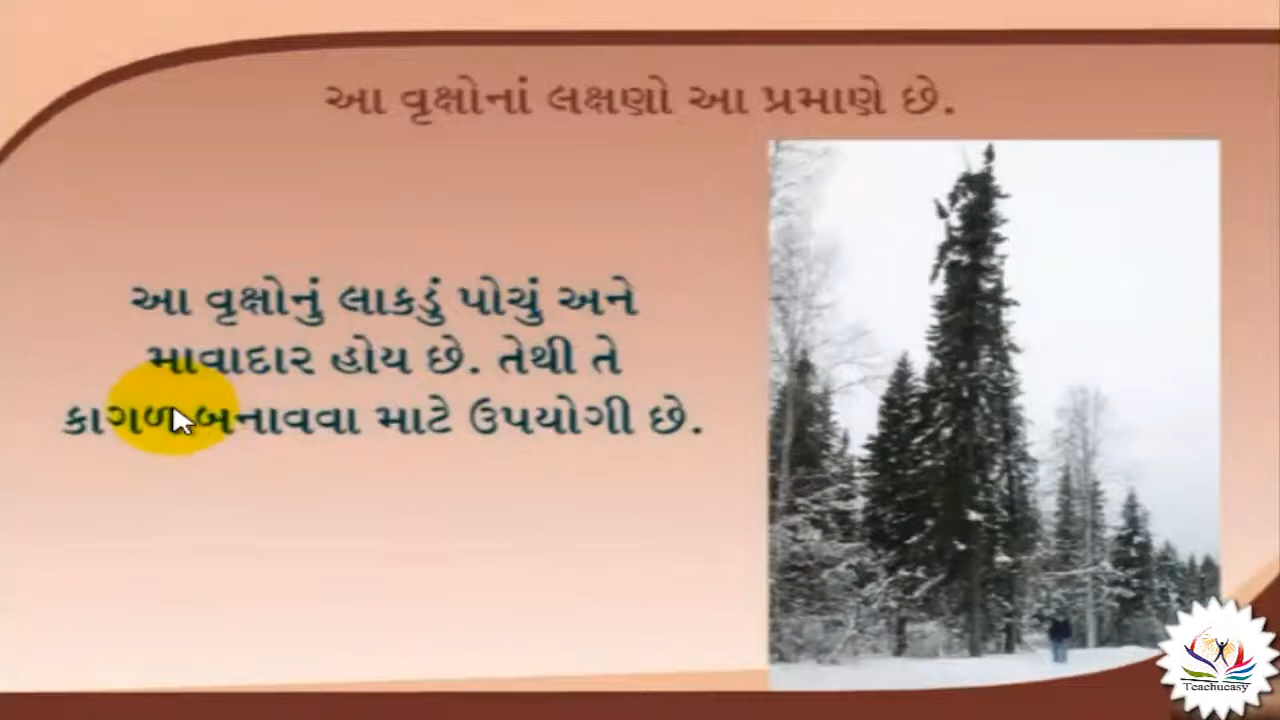 આ વૃક્ષોનાં લક્ષણો આ પ્રમાણે છે.
આ વૃક્ષોનું લાકડું પોચું અને
માવાદાર હોય છે. તેથી તે
કાગળ બનાવવા માટે ઉપયોગી છે.
Teachueasy